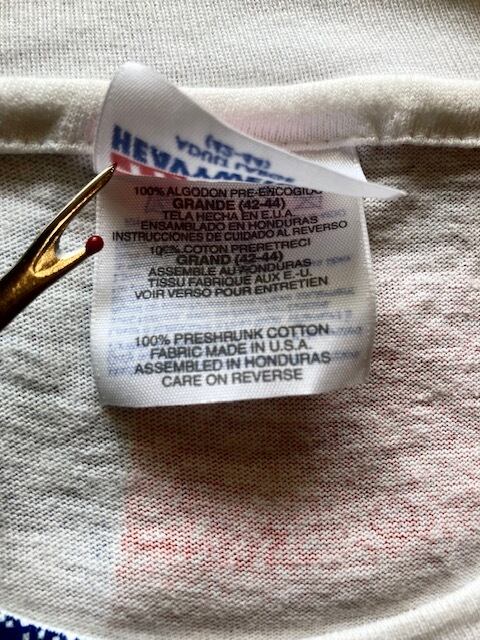 HEAVYWEIGHT
100% ALGODON PRE-ENCOGIDO
GRANDE (42-44)
TELA HECHA EN E.U.A.
ENSAMBLADO EN HONDURAS
INSTRUCCIONES DE CUIDADO AL REVERSO
100% COTON PRERETRECI
GRAND (42-44)
ASSEMBLE AU HONDURAS
TISSU FABRIQUE AUX E.-U.
VOIR VERSO POUR ENTRETIEN
100% PRESHRUNK COTTON
FABRIC MADE IN U.S.A.
ASSEMBLED IN HONDURAS
CARE ON REVERSE